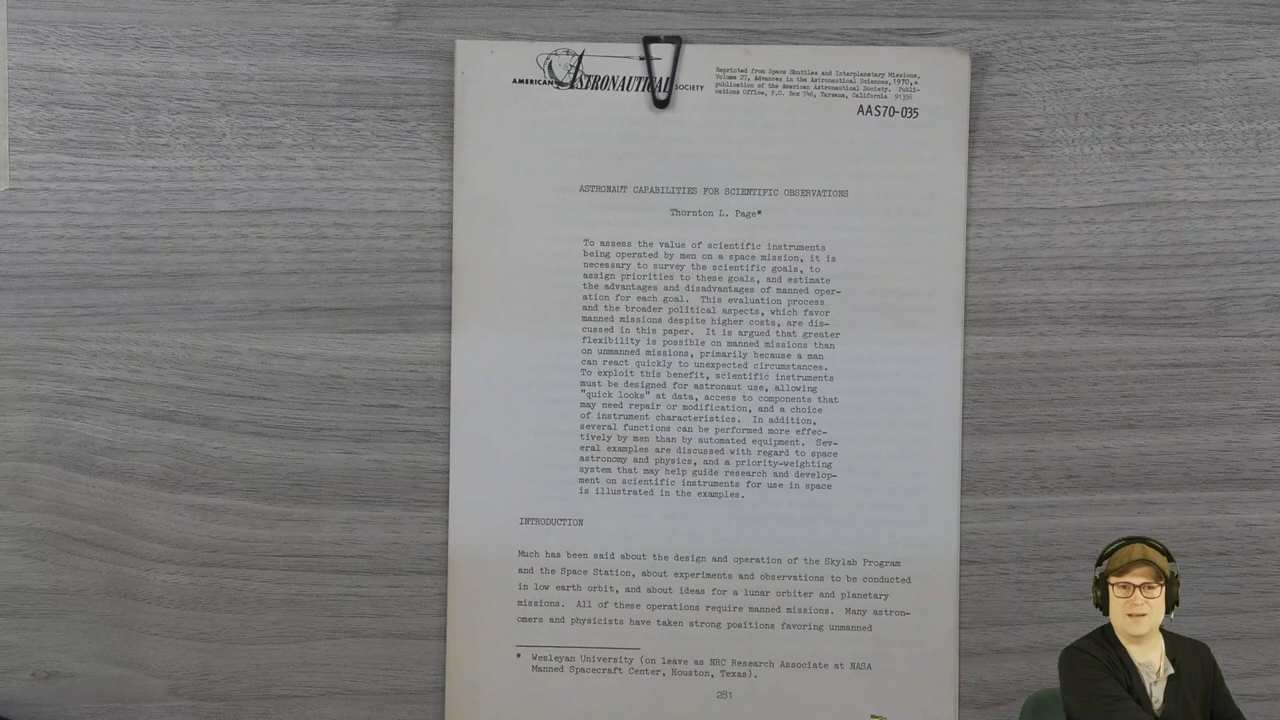 AMERICAN ASTRONAUTICAL SOCIETY
Reprinted from Space Shuttles and Interplanetary Missions,
Volume 27, Advances in the Astronautical Sciences, 1970, a
publication of the American Astronautical Society. Publi-
cations Office, P.O. Box 746, Tarzana, California 91356
AAS70-035
ASTRONAUT CAPABILITIES FOR SCIENTIFIC OBSERVATIONS
Thornton L. Page*
To assess the value of scientific instruments
being operated by men on a space mission, it is
necessary to survey the scientific goals, to
assign priorities to these goals, and estimate
the advantages and disadvantages of manned oper-
ation for each goal. This evaluation process
and the broader political aspects, which favor
manned missions despite higher costs, are dis-
cussed in this paper. It is argued that greater
flexibility is possible on manned missions than
on unmanned missions, primarily because a man
can react quickly to unexpected circumstances.
To exploit this benefit, scientific instruments
must be designed for astronaut use, allowing
"quick looks" at data, access to components that
may need repair or modification, and a choice
of instrument characteristics. In addition,
several functions can be performed more effec-
tively by men than by automated equipment. Sev-
eral examples are discussed with regard to space
astronomy and physics, and a priority-weighting
system that may help guide research and develop-
ment on scientific instruments for use in space
is illustrated in the examples.
INTRODUCTION
Much has been said about the design and operation of the Skylab Program
and the Space Station, about experiments and observations to be conducted
in low earth orbit, and about ideas for a lunar orbiter and planetary
missions. All of these operations require manned missions. Many astron-
omers and physicists have taken strong positions favoring unmanned
* Wesleyan University (on leave as NRC Research Associate at NASA
Manned Spacecraft Center, Houston, Texas).
281